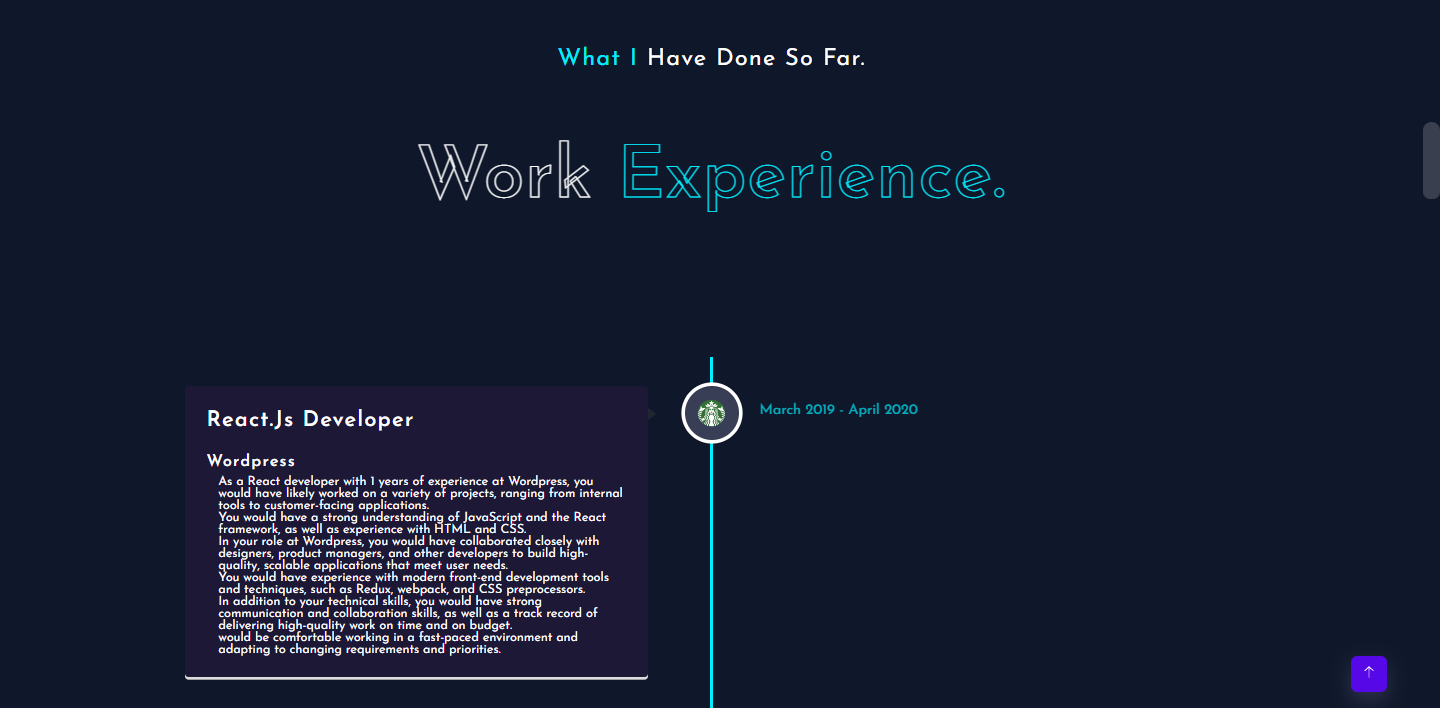 What I Have Done So Far.
Work Experience.
React.Js Developer
March 2019 - April 2020
Wordpress
As a React developer with 1 years of experience at Wordpress, you
would have likely worked on a variety of projects, ranging from internal
tools to customer-facing applications.
You would have a strong understanding of JavaScript and the React
framework, as well as experience with HTML and CSS.
In your role at Wordpress, you would have collaborated closely with
designers, product managers, and other developers to build high-
quality, scalable applications that meet user needs.
You would have experience with modern front-end development tools
and techniques, such as Redux, webpack, and CSS preprocessors.
In addition to your technical skills, you would have strong
communication and collaboration skills, as well as a track record of
delivering high-quality work on time and on budget.
would be comfortable working in a fast-paced environment and
adapting to changing requirements and priorities.